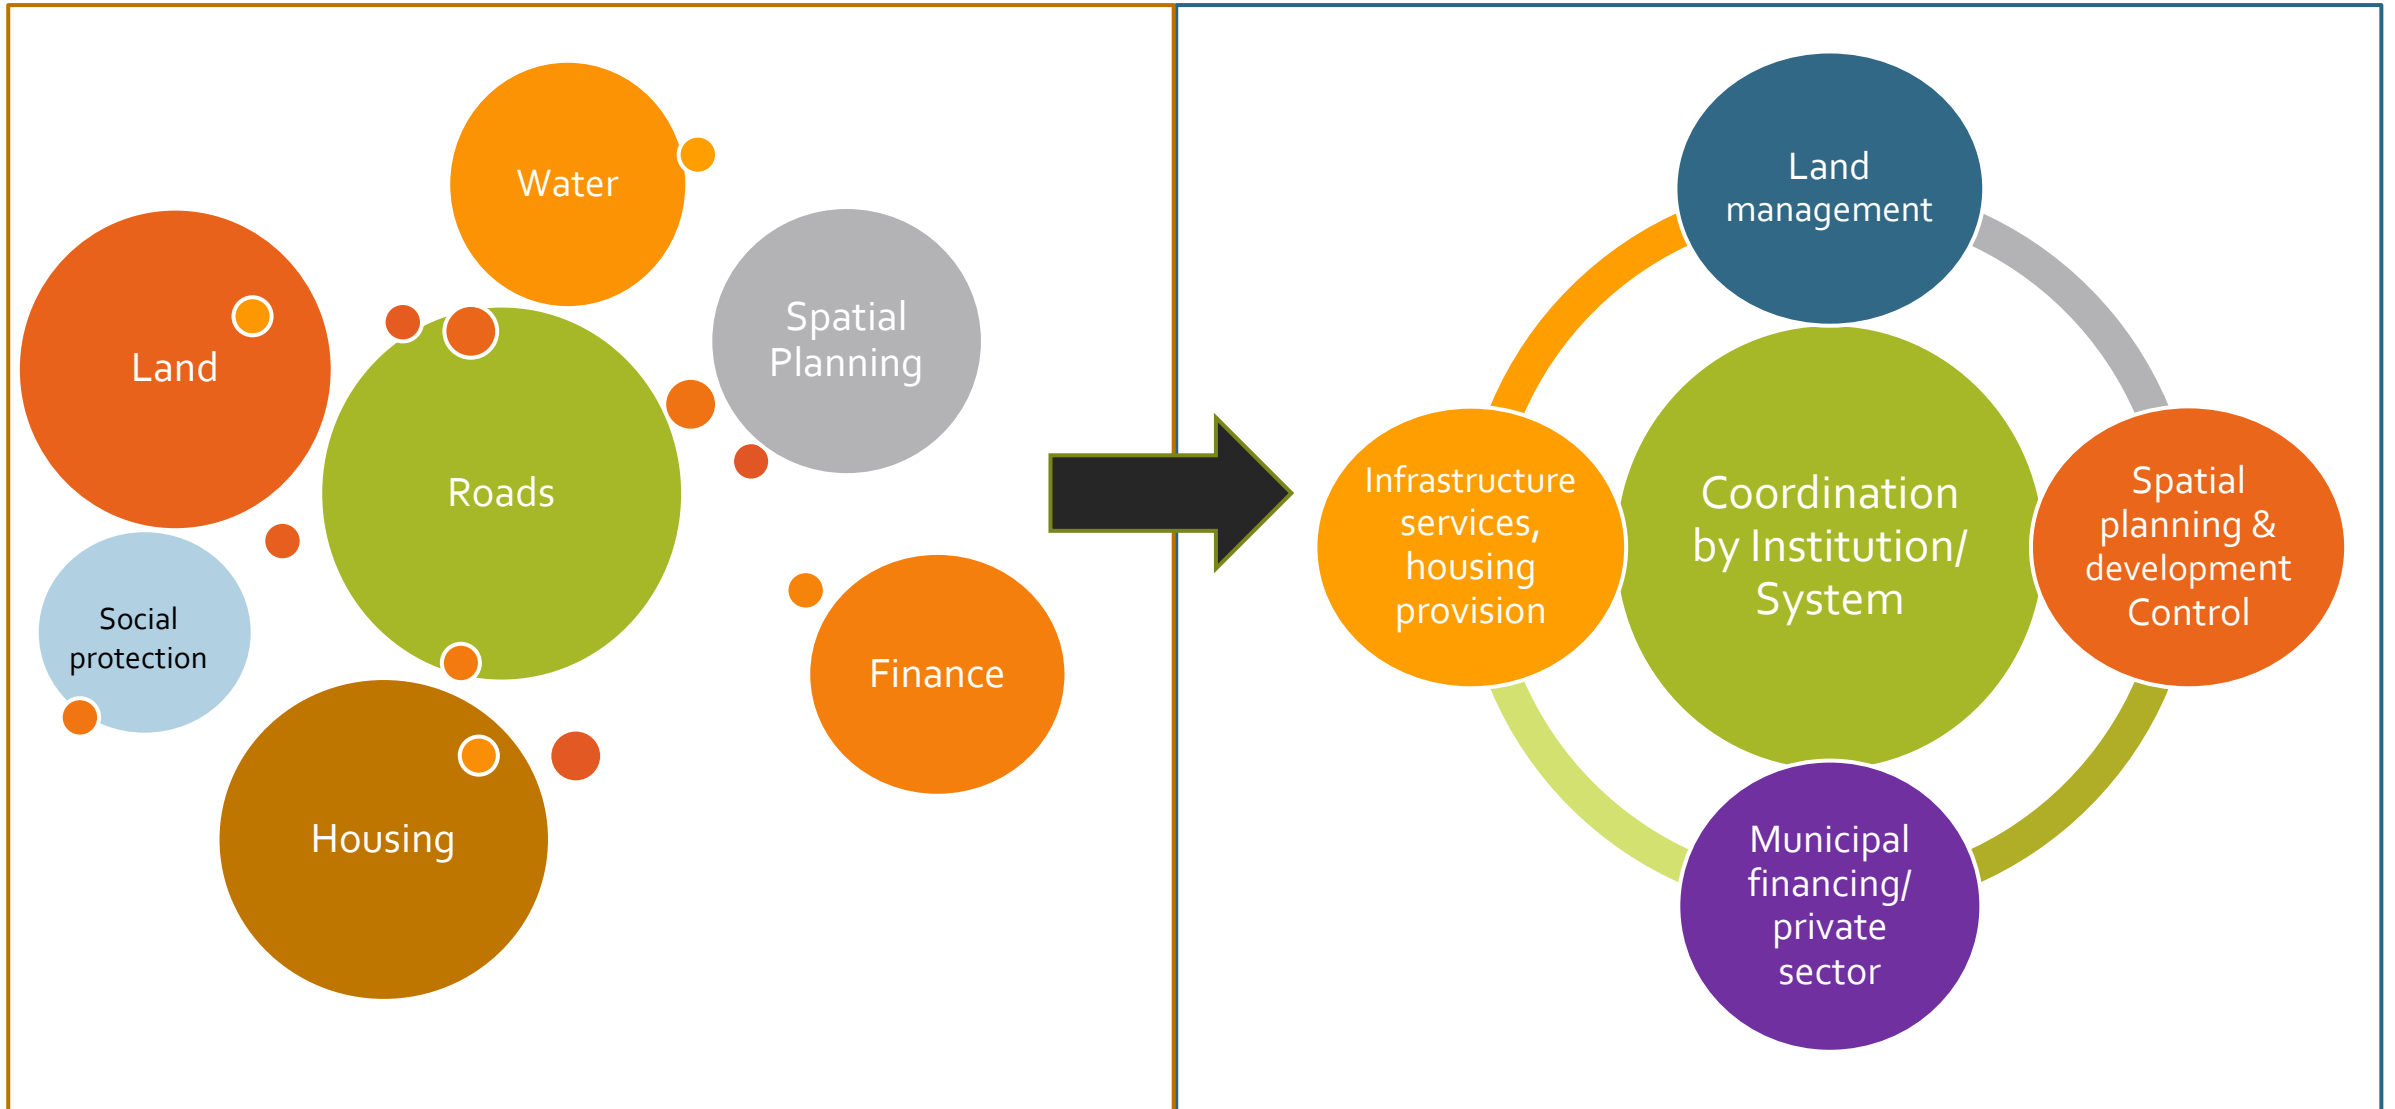 Water
Spatial
Planning
Land
Roads
Social
protection
Finance
Housing
Land
management
Infrastructure
services,
housing
provision
Coordination
by Institution/
System
Spatial
planning &
development
Control
Municipal
financing/
private
sector